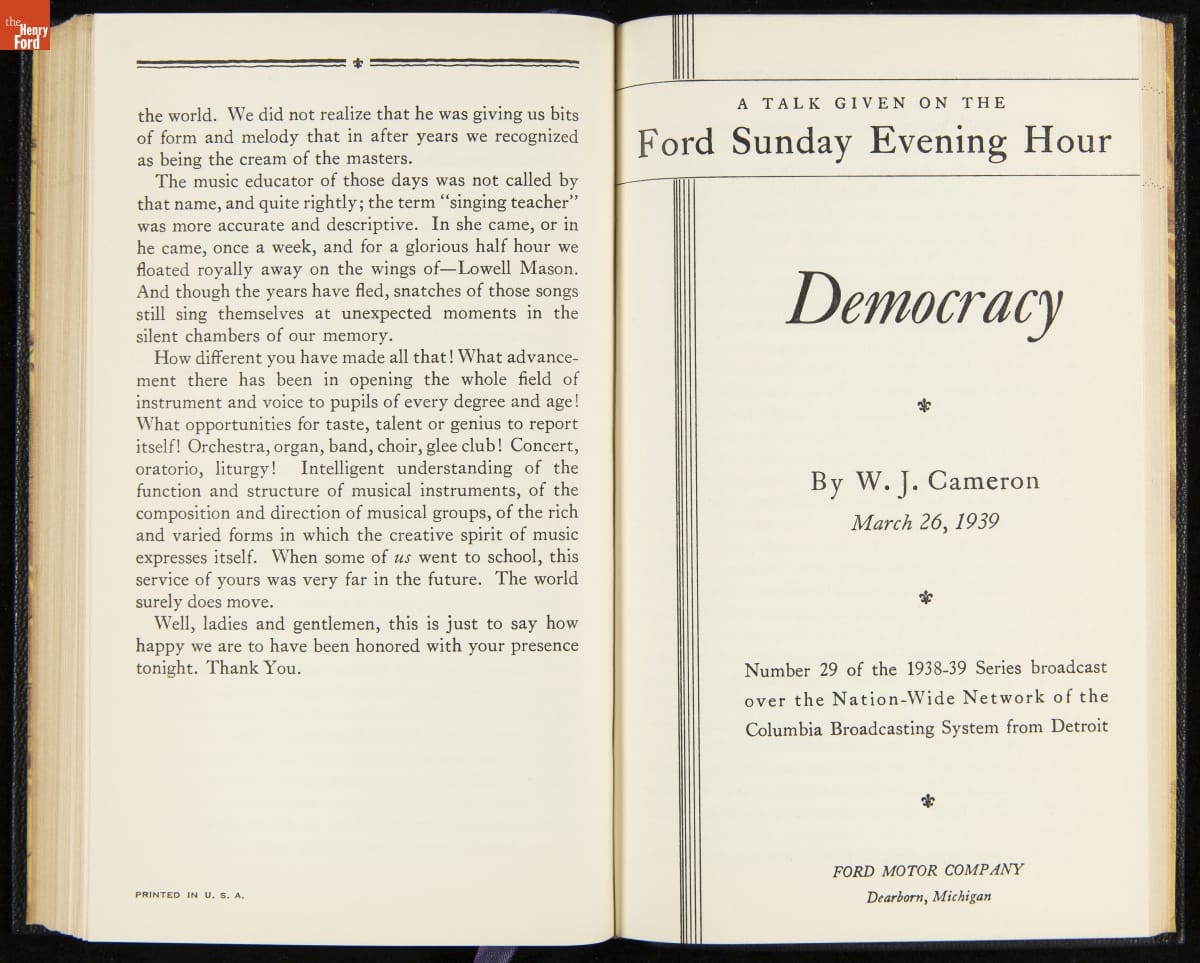 the
Henry
Ford
the world. We did not realize that he was giving us bits
of form and melody that in after years we recognized
as being the cream of the masters.
The music educator of those days was not called by
that name, and quite rightly; the term “singing teacher”
was more accurate and descriptive. In she came, or in
he came, once a week, and for a glorious half hour we
floated royally away on the wings of—Lowell Mason.
And though the years have fled, snatches of those songs
still sing themselves at unexpected moments in the
silent chambers of our memory.
How different you have made all that! What advance-
ment there has been in opening the whole field of
instrument and voice to pupils of every degree and age!
What opportunities for taste, talent or genius to report
itself! Orchestra, organ, band, choir, glee club! Concert,
oratorio, liturgy! Intelligent understanding of the
function and structure of musical instruments, of the
composition and direction of musical groups, of the rich
and varied forms in which the creative spirit of music
expresses itself. When some of us went to school, this
service of yours was very far in the future. The world
surely does move.
Well, ladies and gentlemen, this is just to say how
happy we are to have been honored with your presence
tonight. Thank You.
PRINTED IN U. S. A.
A TALK GIVEN ON THE
Ford Sunday Evening Hour
Democracy
By W. J. Cameron
March 26, 1939
Number 29 of the 1938-39 Series broadcast
over the Nation-Wide Network of the
Columbia Broadcasting System from Detroit
FORD MOTOR COMPANY
Dearborn, Michigan